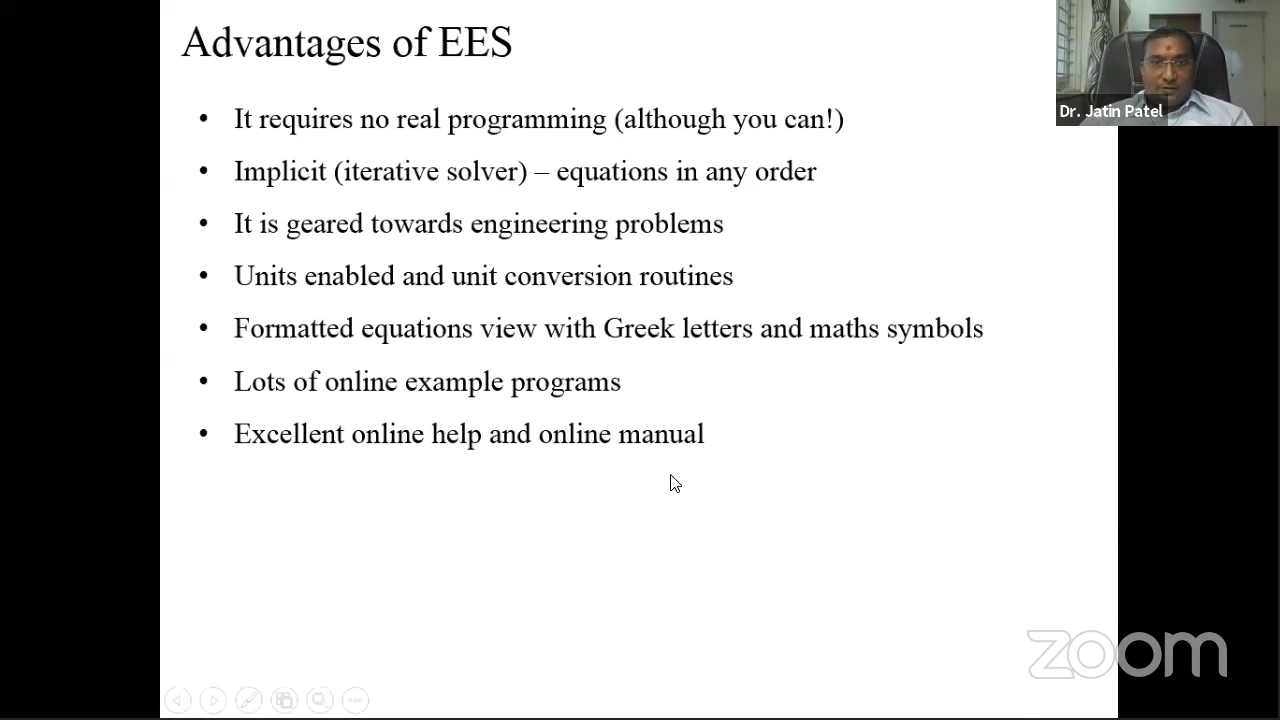 Advantages of EES
Dr. Jatin Patel
• It requires no real programming (although you can!)
• Implicit (iterative solver) – equations in any order
• It is geared towards engineering problems
• Units enabled and unit conversion routines
• Formatted equations view with Greek letters and maths symbols
• Lots of online example programs
• Excellent online help and online manual
zoom